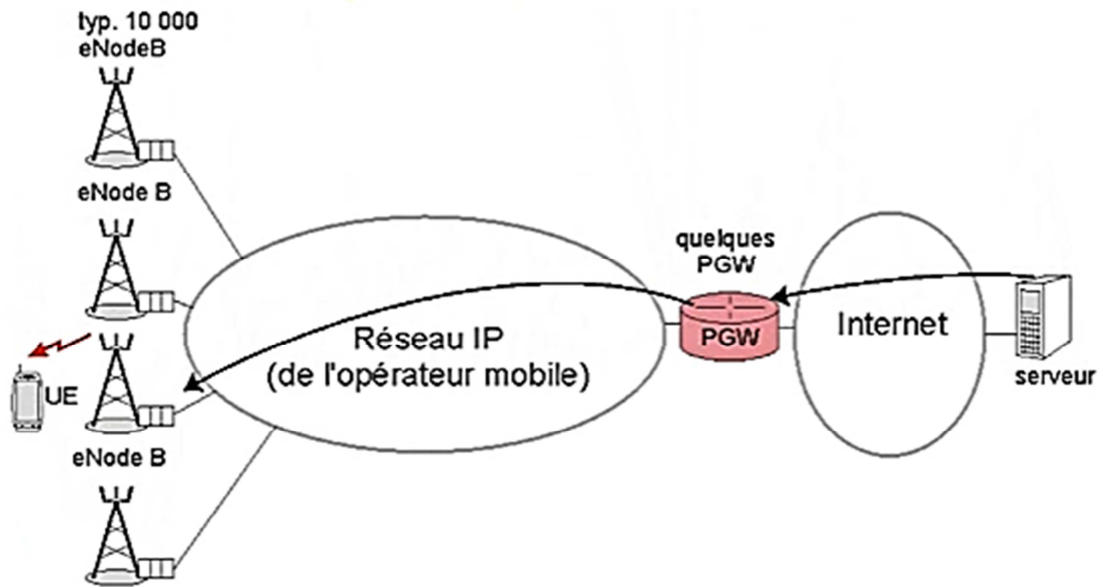 typ. 10 000
eNodeB
eNode B
UE
eNode B
Réseau IP
(de l'opérateur mobile)
quelques
PGW
PGW
Internet
serveur